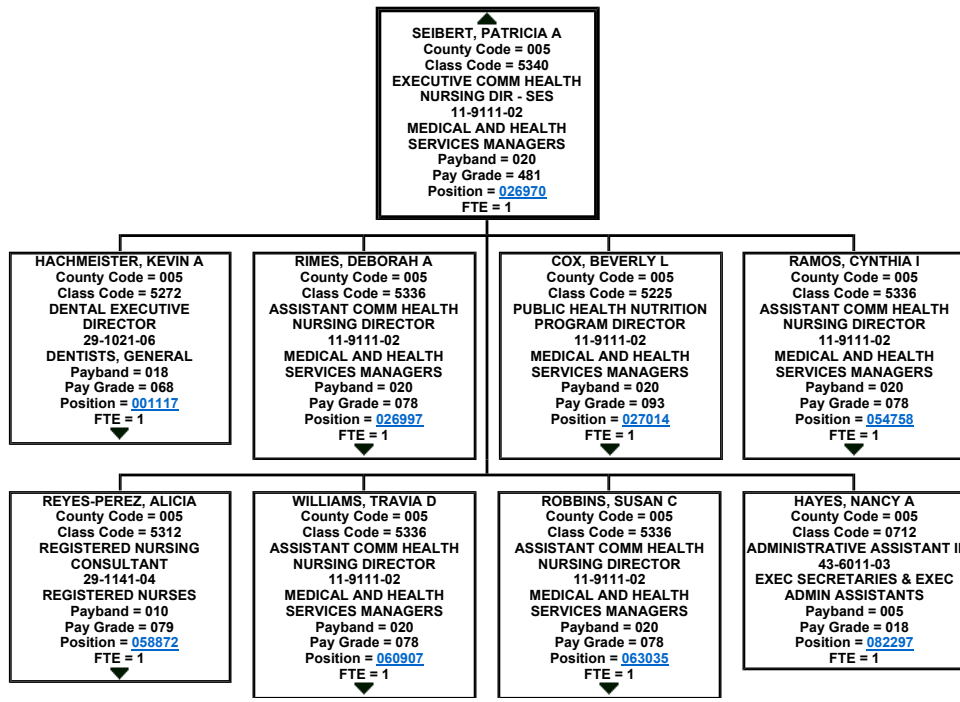 SEIBERT, PATRICIA A
County Code = 005
Class Code = 5340
EXECUTIVE COMM HEALTH
NURSING DIR - SES
11-9111-02
MEDICAL AND HEALTH
SERVICES MANAGERS
Payband = 020
Pay Grade = 481
Position = 026970
FTE = 1
HACHMEISTER, KEVIN A
County Code = 005
Class Code = 5272
DENTAL EXECUTIVE
DIRECTOR
29-1021-06
DENTISTS, GENERAL
Payband = 018
Pay Grade = 068
Position = 001117
FTE = 1
RIMES, DEBORAH A
County Code = 005
Class Code = 5336
ASSISTANT COMM HEALTH
NURSING DIRECTOR
11-9111-02
MEDICAL AND HEALTH
SERVICES MANAGERS
Payband = 020
Pay Grade = 078
Position = 026997
FTE = 1
COX, BEVERLY L
County Code = 005
Class Code = 5225
PUBLIC HEALTH NUTRITION
PROGRAM DIRECTOR
11-9111-02
MEDICAL AND HEALTH
SERVICES MANAGERS
Payband = 020
Pay Grade = 093
Position = 027014
FTE = 1
RAMOS, CYNTHIA I
County Code = 005
Class Code = 5336
ASSISTANT COMM HEALTH
NURSING DIRECTOR
11-9111-02
MEDICAL AND HEALTH
SERVICES MANAGERS
Payband = 020
Pay Grade = 078
Position = 054758
FTE = 1
REYES-PEREZ, ALICIA
County Code = 005
Class Code = 5312
REGISTERED NURSING
CONSULTANT
29-1141-04
REGISTERED NURSES
Payband = 010
Pay Grade = 079
Position = 058872
FTE = 1
WILLIAMS, TRAVIA D
County Code = 005
Class Code = 5336
ASSISTANT COMM HEALTH
NURSING DIRECTOR
11-9111-02
MEDICAL AND HEALTH
SERVICES MANAGERS
Payband = 020
Pay Grade = 078
Position = 060907
FTE = 1
ROBBINS, SUSAN C
County Code = 005
Class Code = 5336
ASSISTANT COMM HEALTH
NURSING DIRECTOR
11-9111-02
MEDICAL AND HEALTH
SERVICES MANAGERS
Payband = 020
Pay Grade = 078
Position = 063035
FTE = 1
HAYES, NANCY A
County Code = 005
Class Code = 0712
ADMINISTRATIVE ASSISTANT
43-6011-03
EXEC SECRETARIES & EXEC
ADMIN ASSISTANTS
Payband = 005
Pay Grade = 018
Position = 082297
FTE = 1